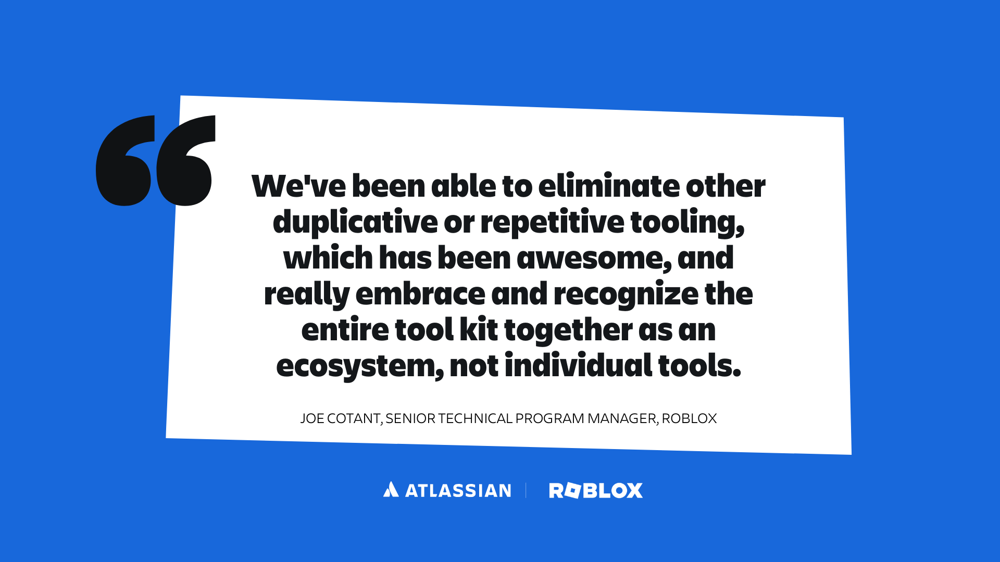 “
We've been able to eliminate other
duplicative or repetitive tooling,
which has been awesome, and
really embrace and recognize the
entire tool kit together as an
ecosystem, not individual tools.
JOE COTANT, SENIOR TECHNICAL PROGRAM MANAGER, ROBLOX
ATLASSIAN | ROBLOX